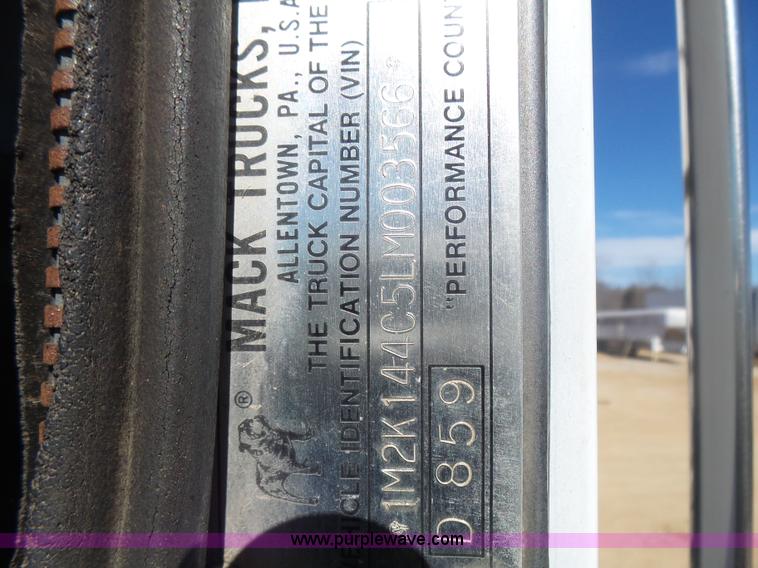 MACK TRUCKS,
ALLENTOWN, PA., U.S.A
THE TRUCK CAPITAL OF THE
VEHICLE IDENTIFICATION NUMBER (VIN)
*1M2K144C5LM003566*
D 859
"PERFORMANCE COUNT
®
www.purplewave.com